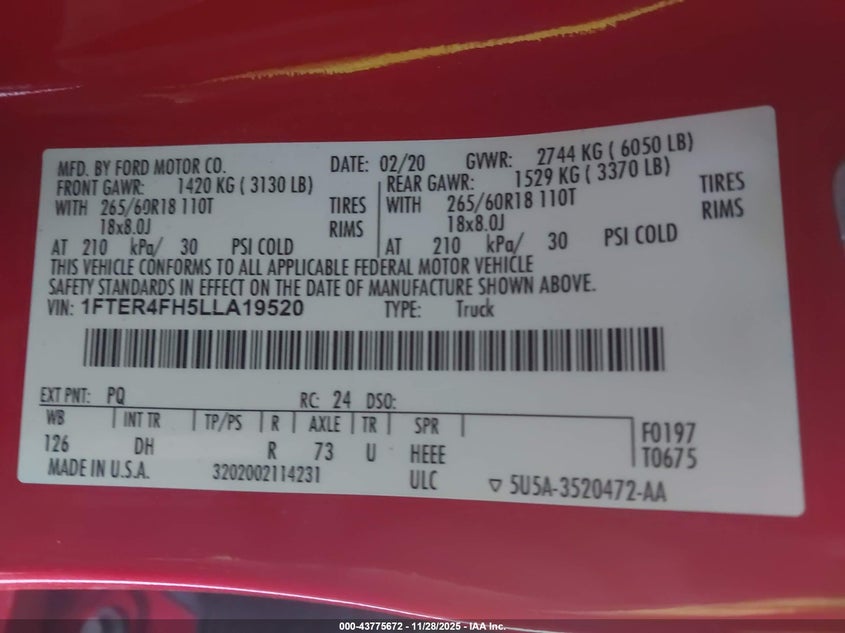 MFD. BY FORD MOTOR CO. DATE: 02/20 GVWR: 2744 KG ( 6050 LB)
FRONT GAWR: 1420 KG ( 3130 LB) REAR GAWR: 1529 KG ( 3370 LB)
WITH 265/60R18 110T TIRES WITH 265/60R18 110T TIRES
18x8.0J RIMS 18x8.0J RIMS
AT 210 kPa/ 30 PSI COLD AT 210 kPa/ 30 PSI COLD
THIS VEHICLE CONFORMS TO ALL APPLICABLE FEDERAL MOTOR VEHICLE
SAFETY STANDARDS IN EFFECT ON THE DATE OF MANUFACTURE SHOWN ABOVE.
VIN: 1FTER4FH5LLA19520 TYPE: Truck
EXT PNT: PQ RC: 24 DSO:
WB INT TR TP/PS R AXLE TR SPR F0197
126 DH R 73 U HEEE T0675
MADE IN U.S.A. 3202002114231 ULC ▽ 5U5A-3520472-AA
000-43775672 / 11/28/2025 - IAA Inc.